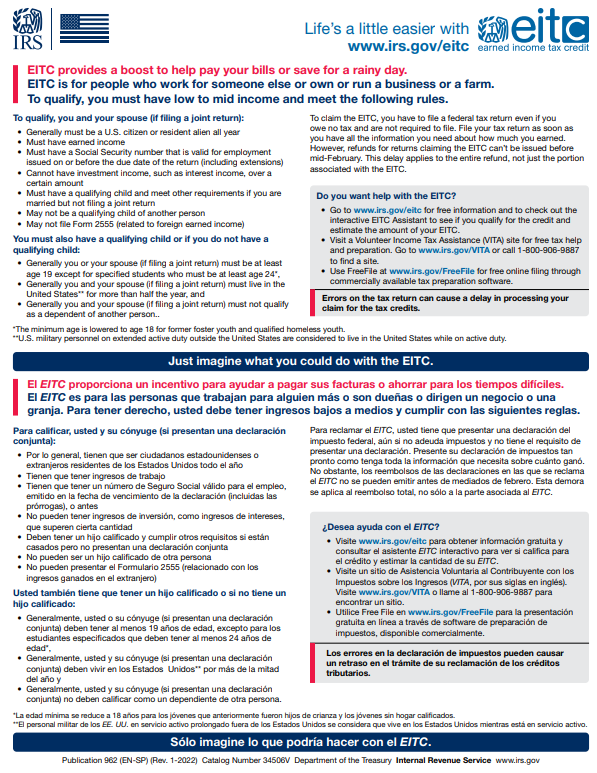 IRS
Life's a little easier with
www.irs.gov/eitc
eitc
earned income tax credit
EITC provides a boost to help pay your bills or save for a rainy day.
EITC is for people who work for someone else or own or run a business or a farm.
To qualify, you must have low to mid income and meet the following rules.
To qualify, you and your spouse (if filing a joint return):
• Generally must be a U.S. citizen or resident alien all year
• Must have earned income
• Must have a Social Security number that is valid for employment
issued on or before the due date of the return (including extensions)
• Cannot have investment income, such as interest income, over a
certain amount
• Must have a qualifying child and meet other requirements if you are
married but not filing a joint return
• May not be a qualifying child of another person
• May not file Form 2555 (related to foreign earned income)
You must also have a qualifying child or if you do not have a
qualifying child:
• Generally you or your spouse (if filing a joint return) must be at least
age 19 except for specified students who must be at least age 24*,
• Generally you and your spouse (if filing a joint return) must live in the
United States** for more than half the year, and
• Generally you and your spouse (if filing a joint return) must not qualify
as a dependent of another person..
To claim the EITC, you have to file a federal tax return even if you
owe no tax and are not required to file. File your tax return as soon as
you have all the information you need about how much you earned.
However, refunds for returns claiming the EITC can't be issued before
mid-February. This delay applies to the entire refund, not just the portion
associated with the EITC.
Do you want help with the EITC?
• Go to www.irs.gov/eitc for free information and to check out the
interactive EITC Assistant to see if you qualify for the credit and
estimate the amount of your EITC.
• Visit a Volunteer Income Tax Assistance (VITA) site for free tax help
and preparation. Go to www.irs.gov/VITA or call 1-800-906-9887
to find a site.
• Use FreeFile at www.irs.gov/FreeFile for free online filing through
commercially available tax preparation software.
Errors on the tax return can cause a delay in processing your
claim for the tax credits.
*The minimum age is lowered to age 18 for former foster youth and qualified homeless youth.
**U.S. military personnel on extended active duty outside the United States are considered to live in the United States while on active duty.
Just imagine what you could do with the EITC.
El EITC proporciona un incentivo para ayudar a pagar sus facturas o ahorrar para los tiempos difíciles.
El EITC es para las personas que trabajan para alguien más o son dueñas o dirigen un negocio o una
granja. Para tener derecho, usted debe tener ingresos bajos a medios y cumplir con las siguientes reglas.
Para calificar, usted y su cónyuge (si presentan una declaración
conjunta):
• Por lo general, tienen que ser ciudadanos estadounidenses o
extranjeros residentes de los Estados Unidos todo el año
• Tienen que tener ingresos de trabajo
• Tienen que tener un número de Seguro Social válido para el empleo,
emitido en la fecha de vencimiento de la declaración (incluidas las
prórrogas), o antes
• No pueden tener ingresos de inversión, como ingresos de intereses,
que superen cierta cantidad
• Deben tener un hijo calificado y cumplir otros requisitos si están
casados pero no presentan una declaración conjunta
• No pueden ser un hijo calificado de otra persona
• No pueden presentar el Formulario 2555 (relacionado con los
ingresos ganados en el extranjero)
Usted también tiene que tener un hijo calificado o si no tiene un
hijo calificado:
• Generalmente, usted o su cónyuge (si presentan una declaración
conjunta) deben tener al menos 19 años de edad, excepto para los
estudiantes especificados que deben tener al menos 24 años de
edad*,
• Generalmente, usted y su cónyuge (si presentan una declaración
conjunta) deben vivir en los Estados Unidos** por más de la mitad
del año y
• Generalmente, usted y su cónyuge (si presentan una declaración
conjunta) no deben calificar como un dependiente de otra persona.
Para reclamar el EITC, usted tiene que presentar una declaración del
impuesto federal, aún si no adeuda impuestos y no tiene el requisito de
presentar una declaración. Presente su declaración de impuestos tan
pronto como tenga toda la información que necesita sobre cuánto ganó.
No obstante, los reembolsos de las declaraciones en las que se reclama
el EITC no se pueden emitir antes de mediados de febrero. Esta demora
se aplica al reembolso total, no sólo a la parte asociada al EITC.
¿Desea ayuda con el EITC?
• Visite www.irs.gov/eitc para obtener información gratuita y
consultar el asistente EITC interactivo para ver si califica para
el crédito y estimar la cantidad de su EITC.
• Visite un sitio de Asistencia Voluntaria al Contribuyente con los
Impuestos sobre los Ingresos (VITA, por sus siglas en inglés).
Visite www.irs.gov/VITA o llame al 1-800-906-9887 para
encontrar un sitio.
• Utilice Free File en www.irs.gov/FreeFile para la presentación
gratuita en línea a través de software de preparación de
impuestos, disponible comercialmente.
Los errores en la declaración de impuestos pueden causar
un retraso en el trámite de su reclamación de los créditos
tributarios.
*La edad mínima se reduce a 18 años para los jóvenes que anteriormente fueron hijos de crianza y los jóvenes sin hogar calificados.
**El personal militar de los EE. UU. en servicio activo prolongado fuera de los Estados Unidos se considera que vive en los Estados Unidos mientras está en servicio activo.
Sólo imagine lo que podría hacer con el EITC.
Publication 962 (EN-SP) (Rev. 1-2022) Catalog Number 34506V Department of the Treasury Internal Revenue Service www.irs.gov